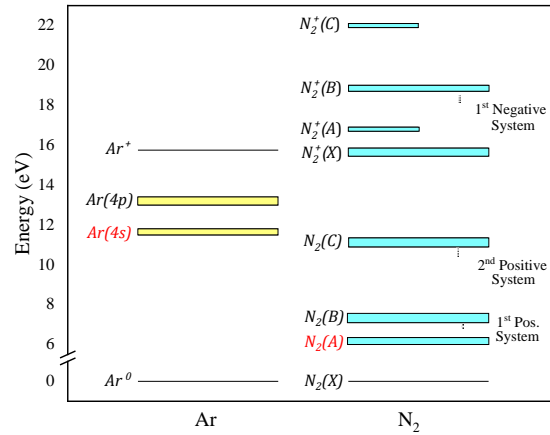 22
20
18
16
14
12
10
8
6
0
Energy (eV)
Ar⁺
Ar(4p)
Ar(4s)
Ar⁰
N₂⁺(C)
N₂⁺(B)
N₂⁺(A)
N₂⁺(X)
N₂(C)
N₂(B)
N₂(A)
N₂(X)
1ˢᵗ Negative
System
2ⁿᵈ Positive
System
1ˢᵗ Pos.
System
Ar
N₂